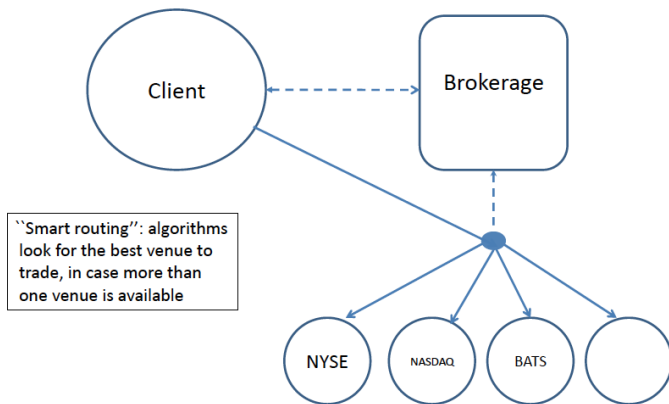 Client
Brokerage
``Smart routing’’: algorithms
look for the best venue to
trade, in case more than
one venue is available
NYSE
NASDAQ
BATS